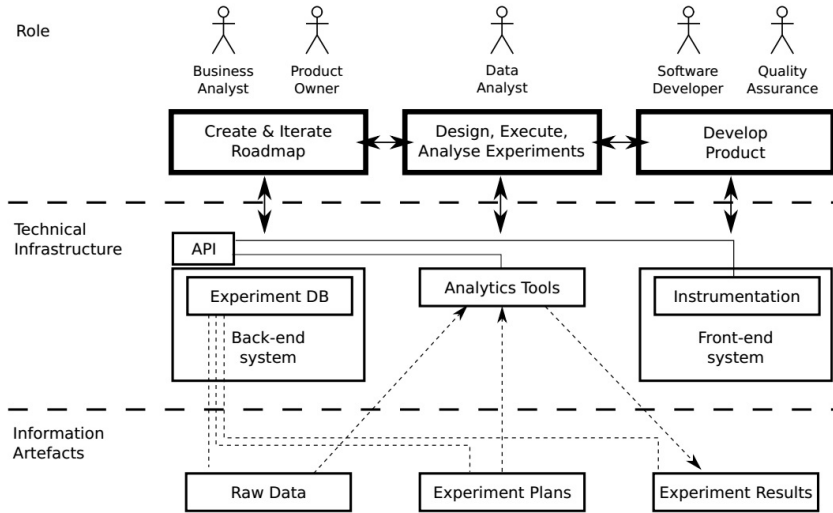 Role
Business
Analyst
Product
Owner
Data
Analyst
Software
Developer
Quality
Assurance
Create & Iterate
Roadmap
Design, Execute,
Analyse Experiments
Develop
Product
Technical
Infrastructure
API
Experiment DB
Back-end
system
Analytics Tools
Instrumentation
Front-end
system
Information
Artefacts
Raw Data
Experiment Plans
Experiment Results